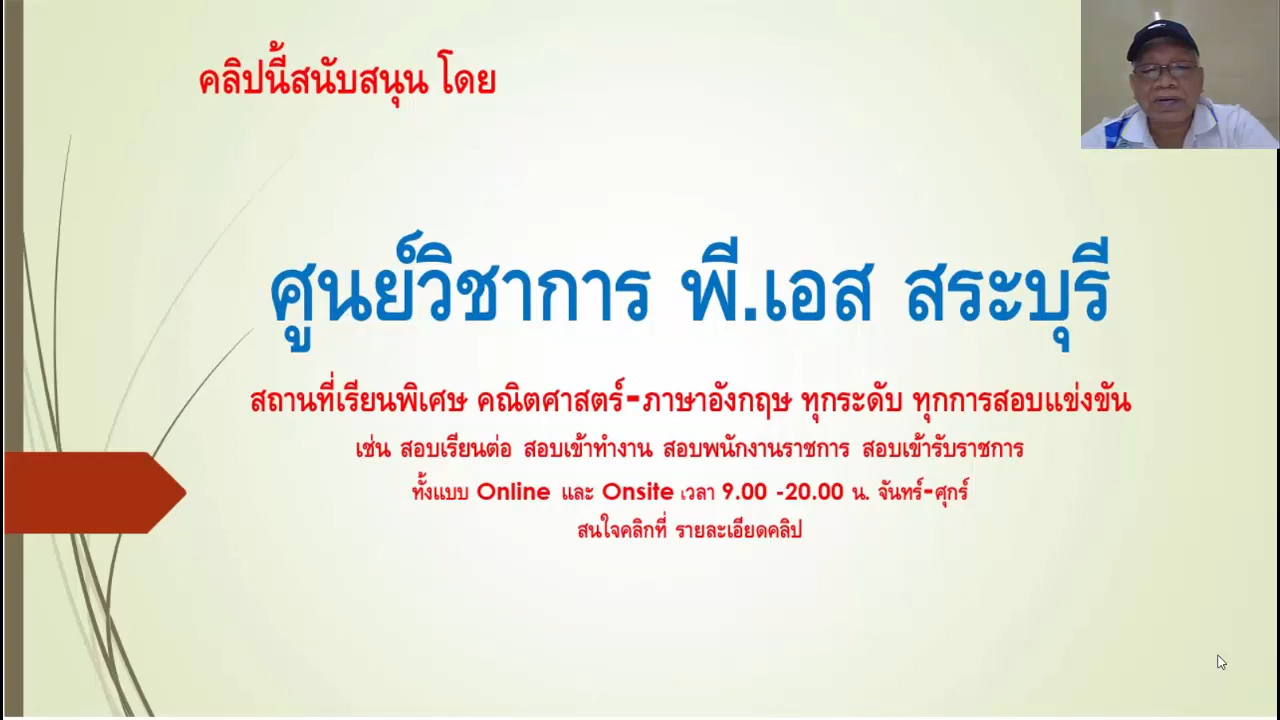 คลิปนี้สนับสนุน โดย
ศูนย์วิชาการ พี.เอส สระบุรี
สถานที่เรียนพิเศษ คณิตศาสตร์-ภาษาอังกฤษ ทุกระดับ ทุกการสอบแข่งขัน
เช่น สอบเรียนต่อ สอบเข้าทำงาน สอบพนักงานราชการ สอบเข้ารับราชการ
ทั้งแบบ Online และ Onsite เวลา 9.00 -20.00 น. จันทร์-ศุกร์
สนใจคลิกที่ รายละเอียดคลิป